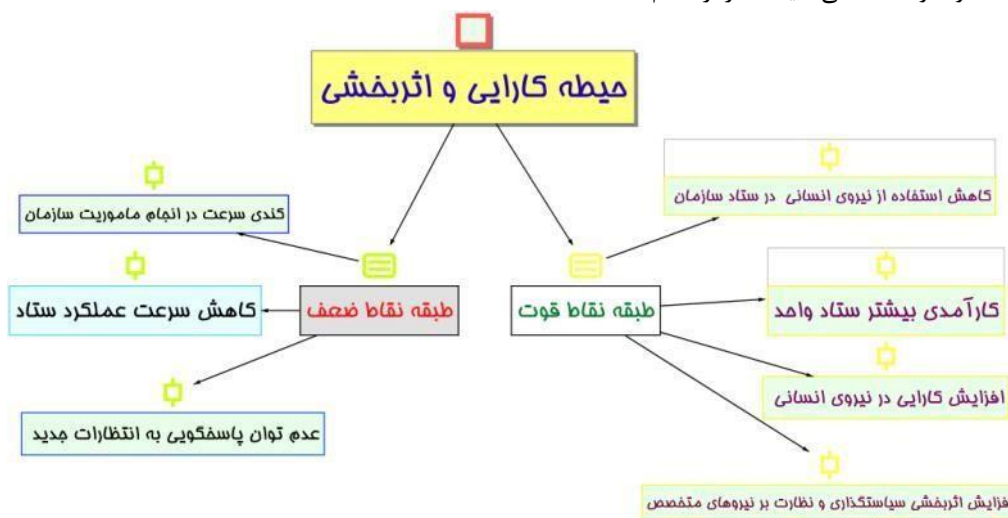 حیطه کارایی و اثربخشی
کاهش استفاده از نیروی انسانی در ستاد سازمان
کندی سرعت در انجام ماموریت سازمان
طبقه نقاط قوت
طبقه نقاط ضعف
کارآمدی بیشتر ستاد واحد
کاهش سرعت عملکرد ستاد
افزایش کارایی در نیروی انسانی
عدم توان پاسخگویی به انتظارات جدید
فزایش اثربخشی سیاستگذاری و نظارت بر نیروهای متخصص